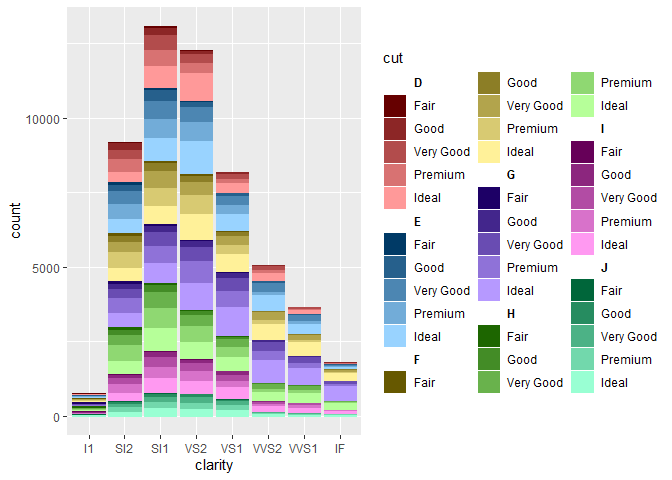 10000
5000
0
count
I1 SI2 SI1 VS2 VS1 VVS2 VVS1 IF
clarity
cut
D
Fair
Good
Very Good
Premium
Ideal
E
Fair
Good
Very Good
Premium
Ideal
F
Fair
Good
Very Good
Premium
Ideal
G
Fair
Good
Very Good
Premium
Ideal
H
Fair
Good
Very Good
Premium
Ideal
I
Fair
Good
Very Good
Premium
Ideal
J
Fair
Good
Very Good
Premium
Ideal